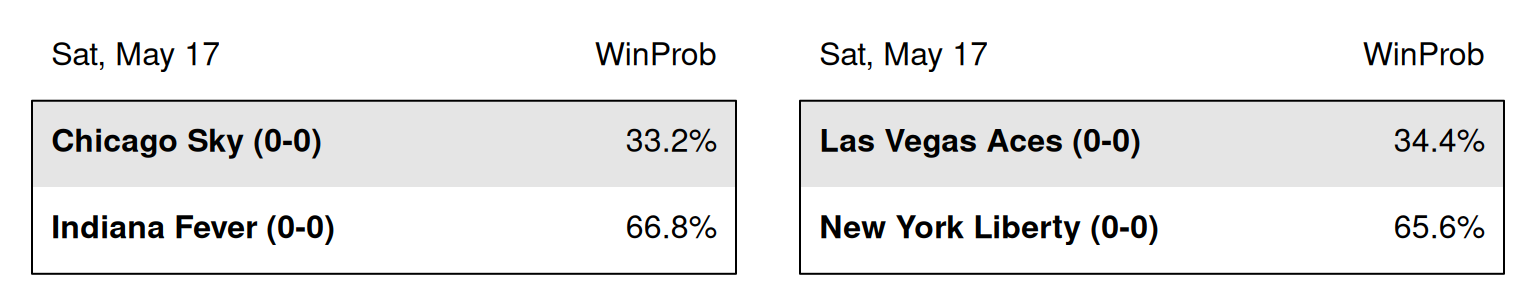 Sat, May 17 WinProb
Chicago Sky (0-0) 33.2%
Indiana Fever (0-0) 66.8%
Sat, May 17 WinProb
Las Vegas Aces (0-0) 34.4%
New York Liberty (0-0) 65.6%